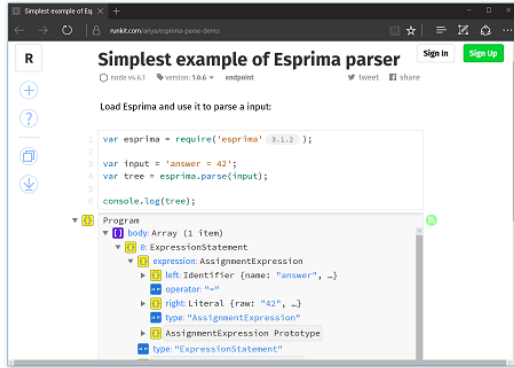 Simplest example of Esp
runkit.com/ariya/esprima-parse-demo
R
Simplest example of Esprima parser
Sign In
Sign Up
node v4.6.1 version: 1.0.6 endpoint
tweet share
Load Esprima and use it to parse a input:
1 var esprima = require('esprima' 3.1.2 );
2
3 var input = 'answer = 42';
4 var tree = esprima.parse(input);
5
6 console.log(tree);
Program
body: Array (1 item)
0: ExpressionStatement
expression: AssignmentExpression
left: Identifier {name: "answer", …}
operator: "="
right: Literal {raw: "42", …}
type: "AssignmentExpression"
AssignmentExpression Prototype
type: "ExpressionStatement"